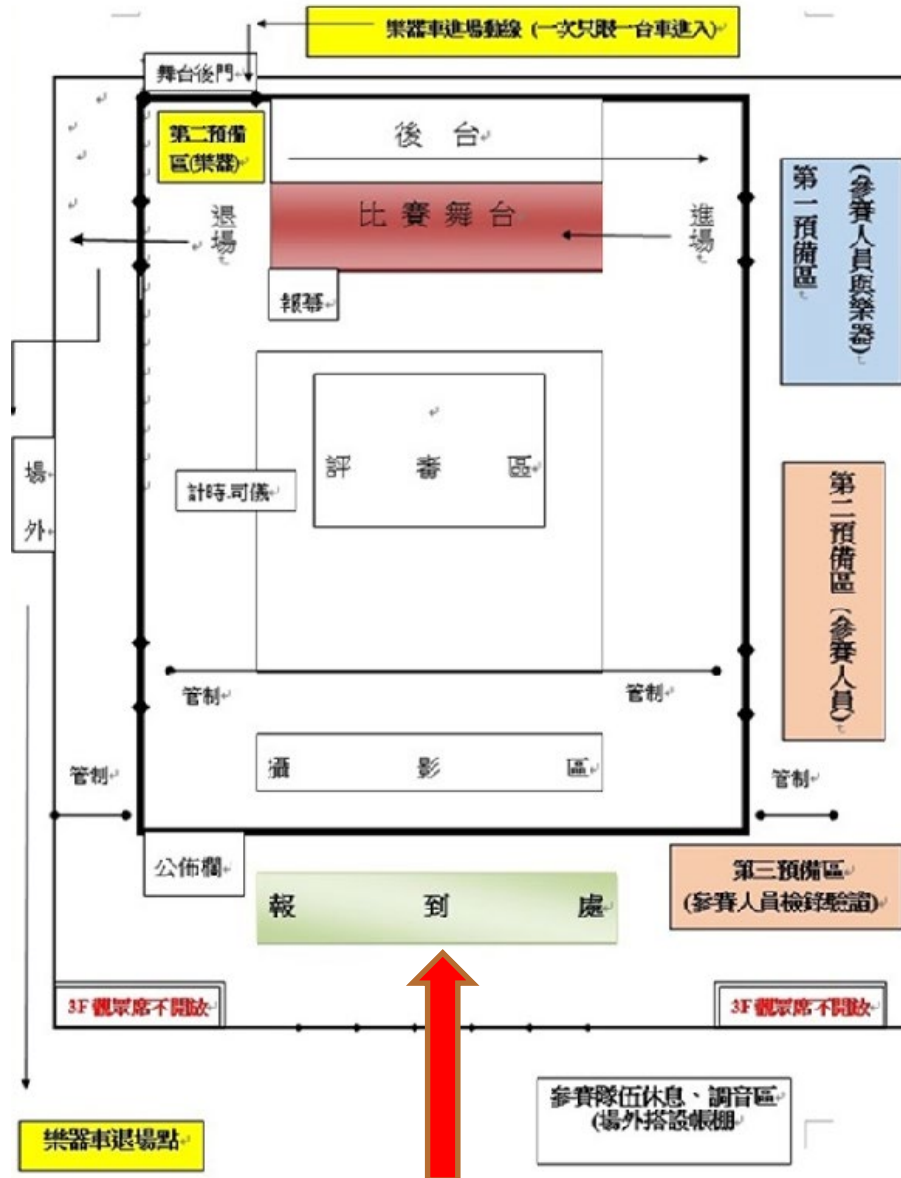 樂器車進場動線 (一次只限一台車進入)
舞台後門
第二預備
區(樂器)
後台
比賽舞台
退場
進場
報幕
第一預備區
(參賽人員與樂器)
評審區
計時.司儀
場
外
第二預備區(參賽人員)
管制
管制
攝影區
管制
管制
公佈欄
報到處
第三預備區
(參賽人員檢錄驗證)
3F 觀眾席不開放
3F 觀眾席不開放
參賽隊伍休息、調音區
(場外搭設帳棚
樂器車退場點